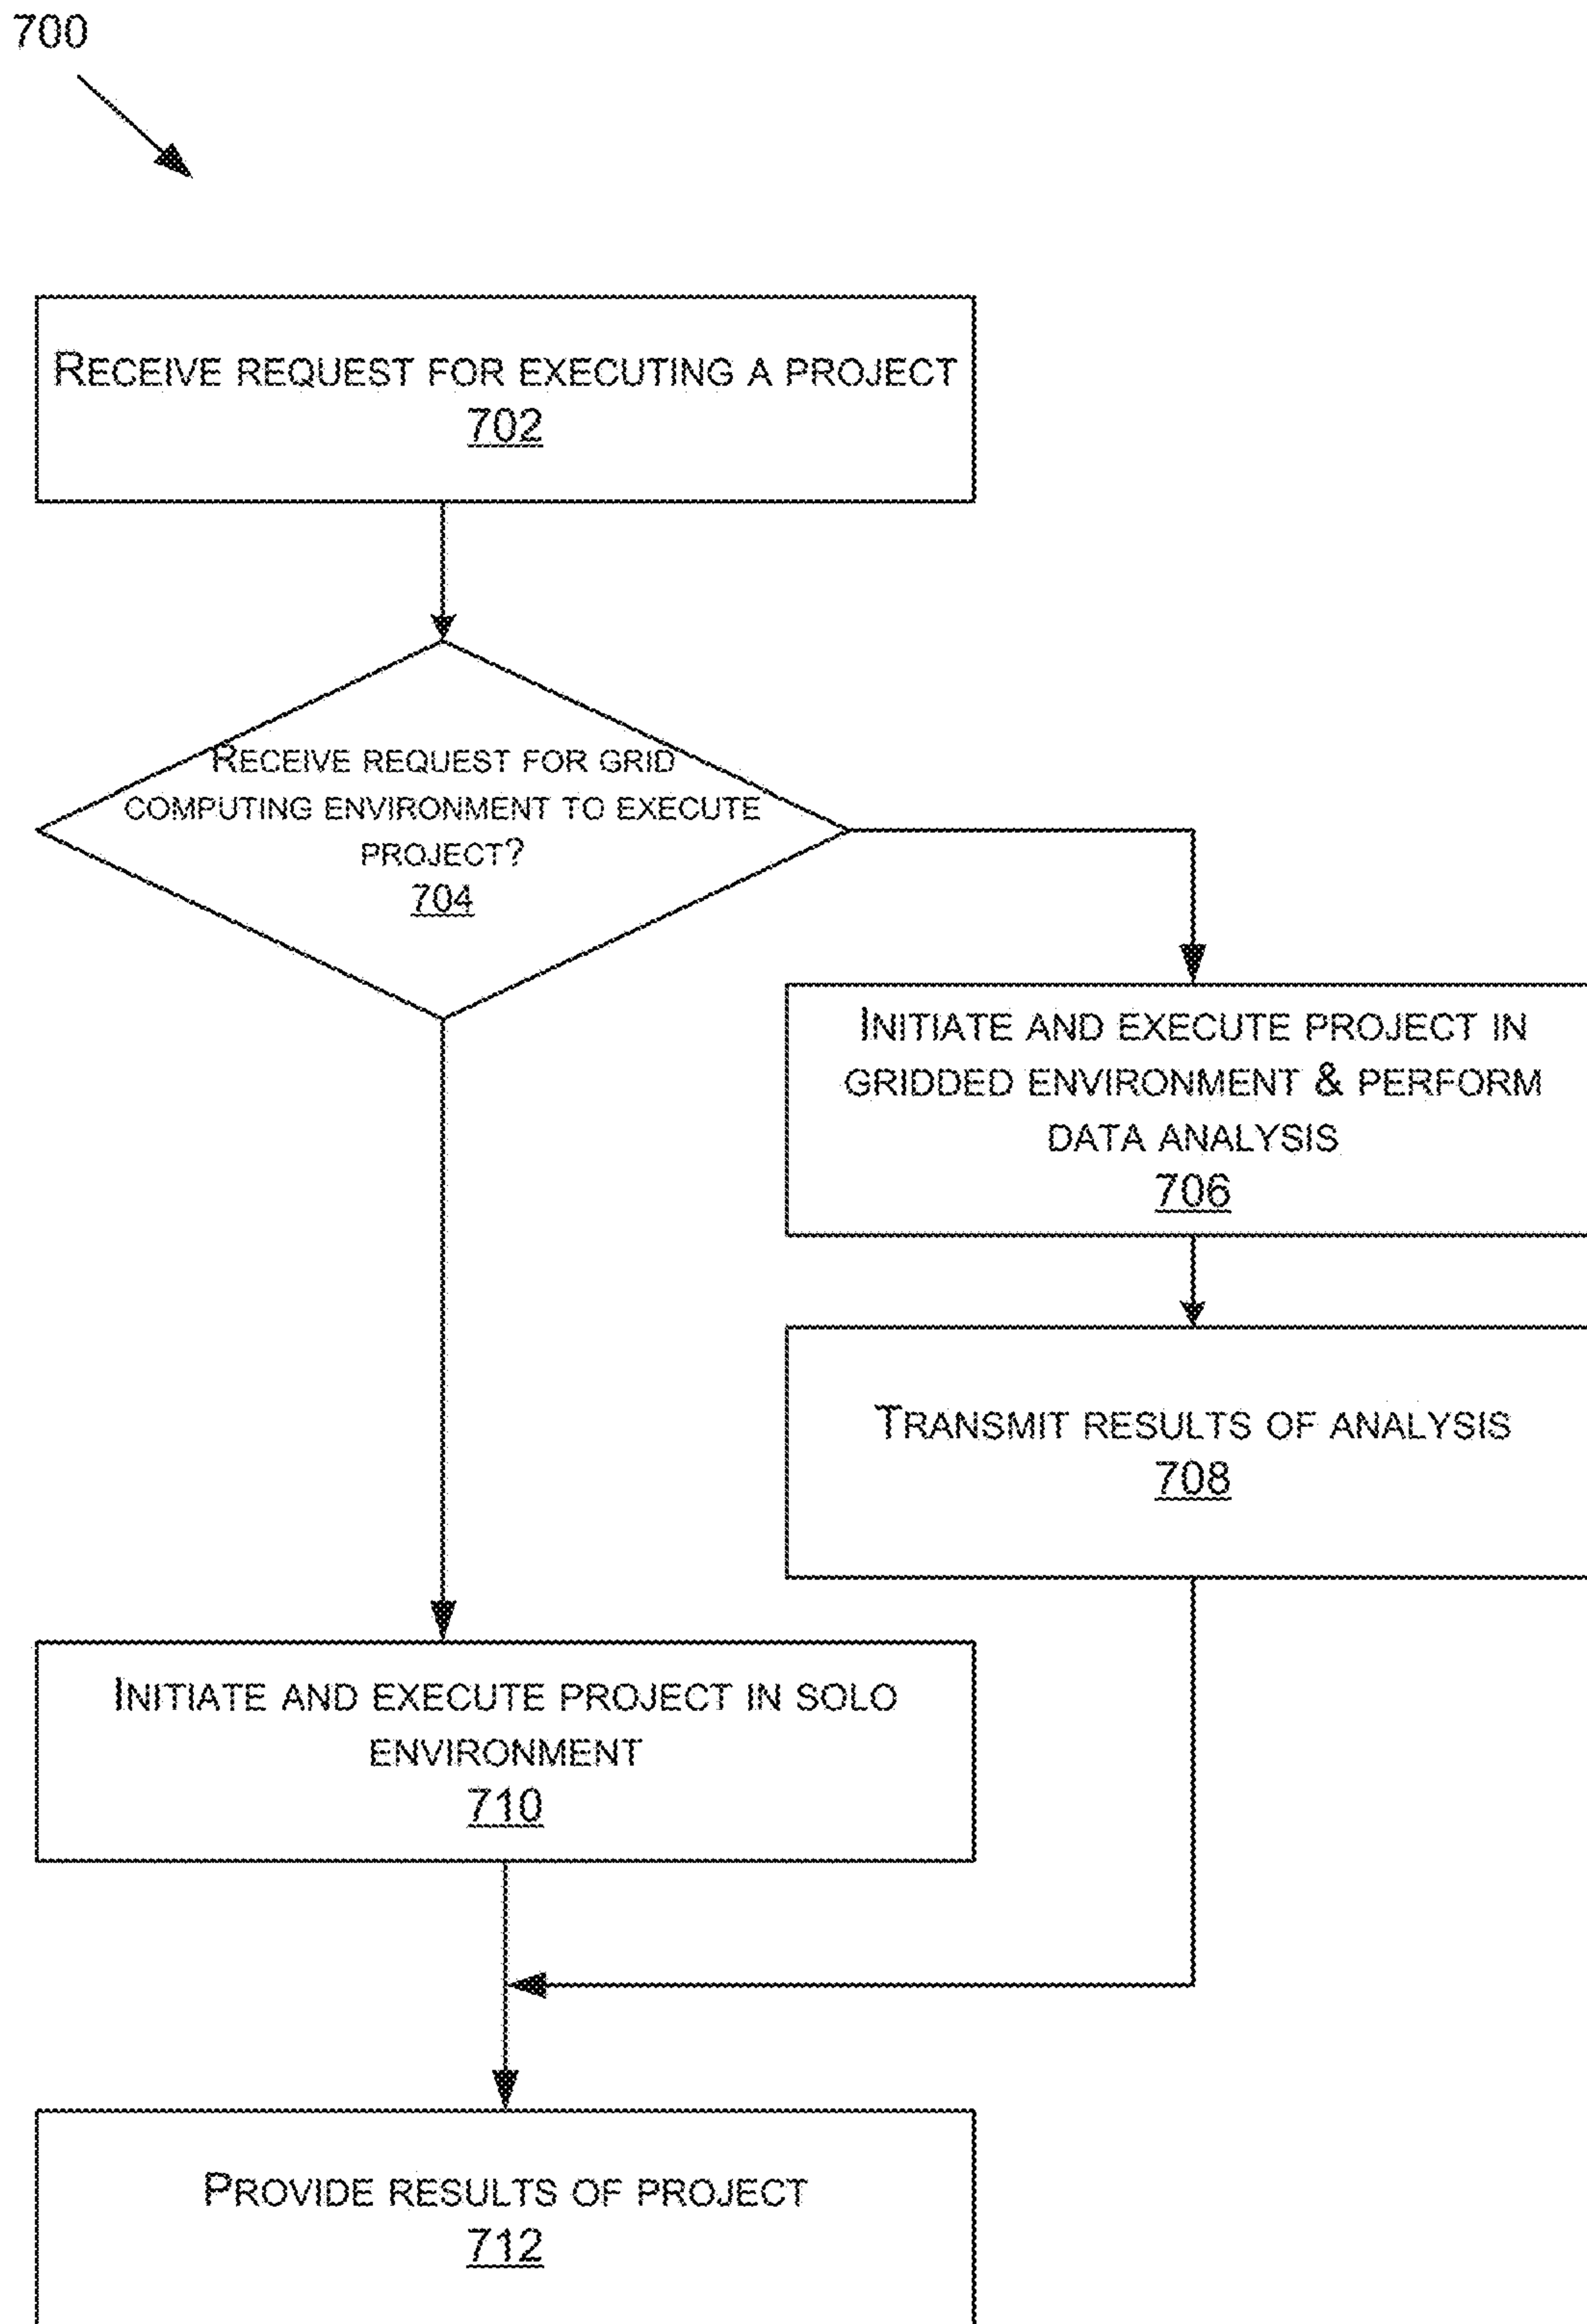 700
RECEIVE REQUEST FOR EXECUTING A PROJECT
702
RECEIVE REQUEST FOR GRID
COMPUTING ENVIRONMENT TO EXECUTE
PROJECT?
704
INITIATE AND EXECUTE PROJECT IN
GRIDDED ENVIRONMENT & PERFORM
DATA ANALYSIS
706
TRANSMIT RESULTS OF ANALYSIS
708
INITIATE AND EXECUTE PROJECT IN SOLO
ENVIRONMENT
710
PROVIDE RESULTS OF PROJECT
712